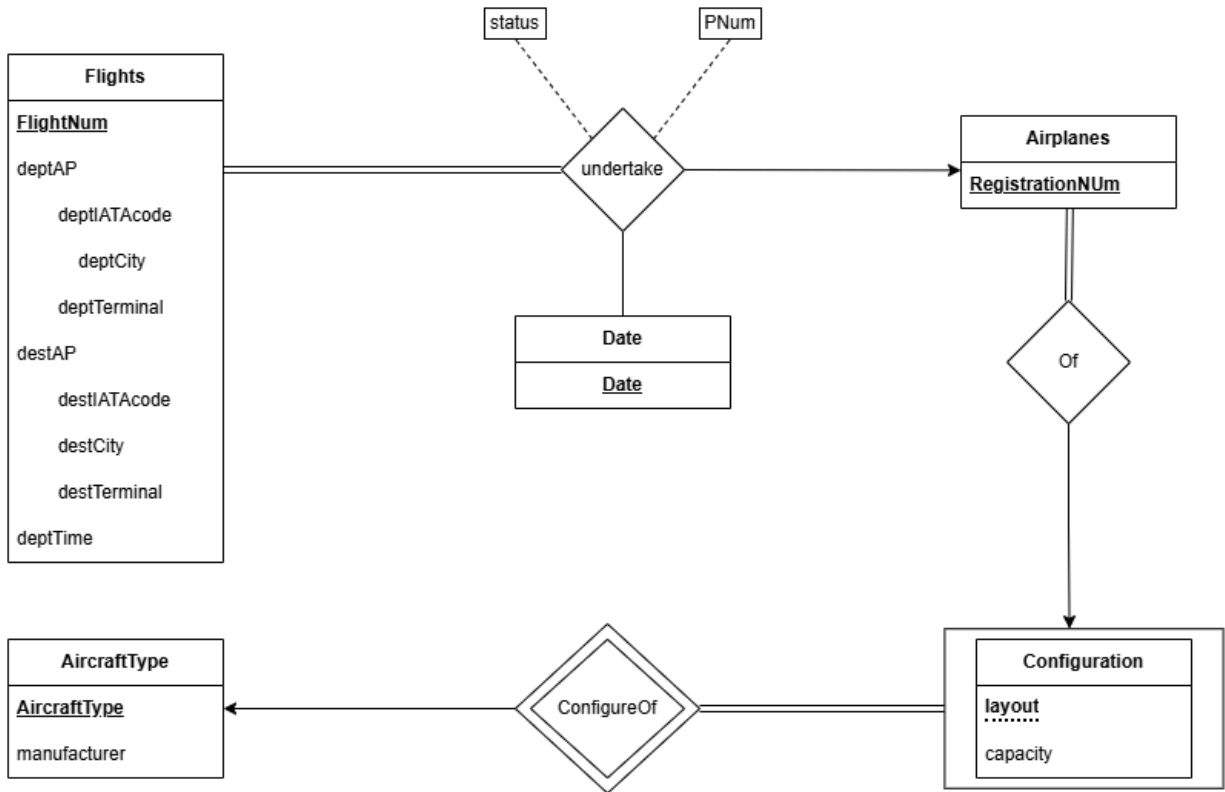 status
PNum
Flights
FlightNum
deptAP
deptIATAcode
deptCity
deptTerminal
destAP
destIATAcode
destCity
destTerminal
deptTime
undertake
Airplanes
RegistrationNUm
Date
Date
Of
AircraftType
AircraftType
manufacturer
ConfigureOf
Configuration
layout
capacity